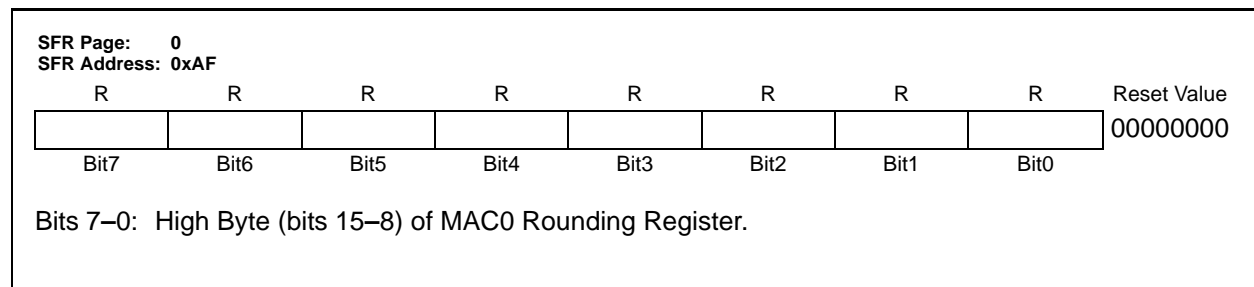 SFR Page: 0
SFR Address: 0xAF
R R R R R R R R Reset Value
00000000
Bit7 Bit6 Bit5 Bit4 Bit3 Bit2 Bit1 Bit0
Bits 7–0: High Byte (bits 15–8) of MAC0 Rounding Register.